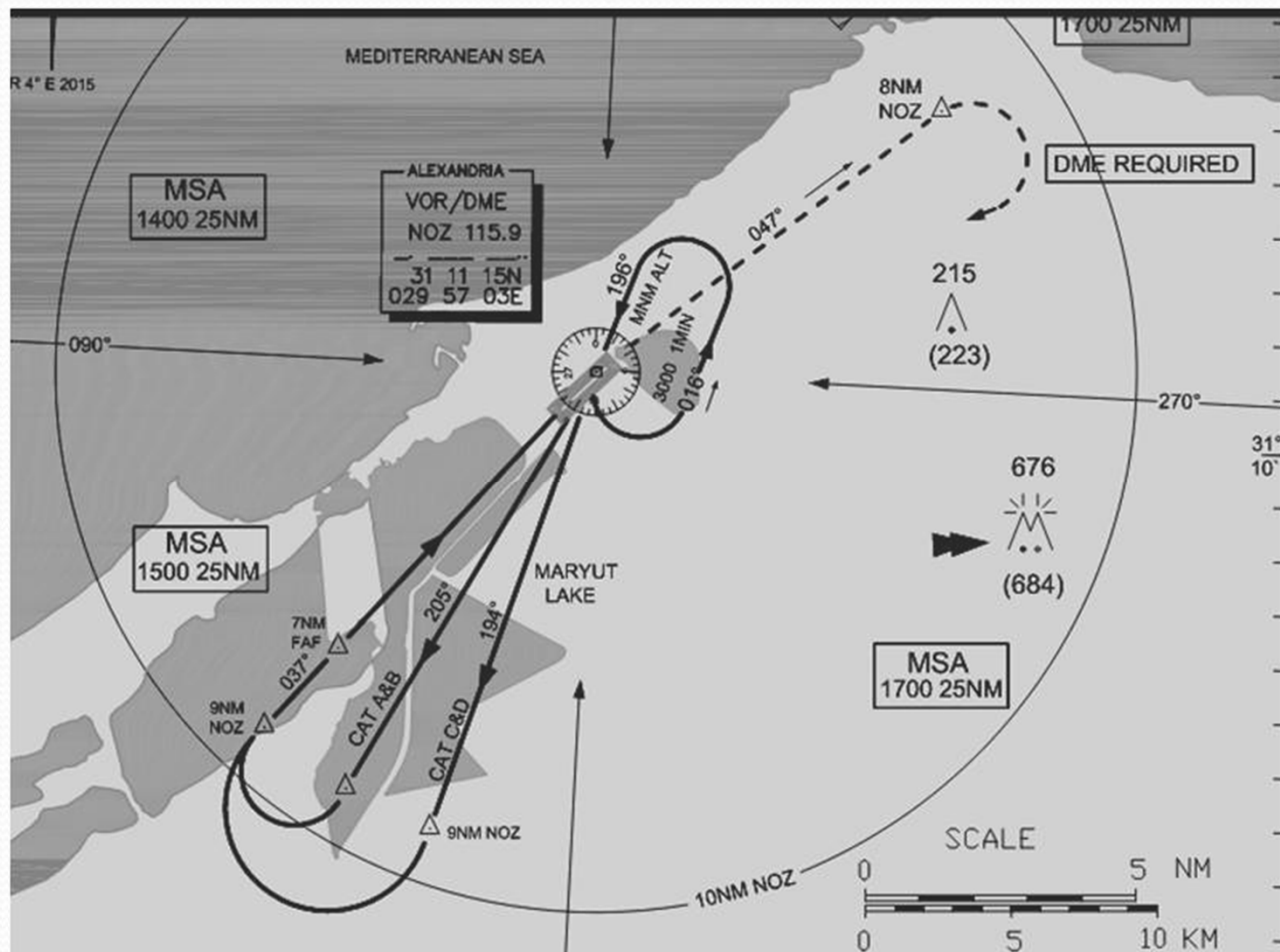 1700 25NM
MEDITERRANEAN SEA
R 4° E 2015
8NM
NOZ
DME REQUIRED
MSA
1400 25NM
ALEXANDRIA
VOR/DME
NOZ 115.9
31 11 15N
029 57 03E
047°
196°
MNM ALT
3000 1MIN
016°
215
(223)
090°
270°
31°
10'
676
(684)
MSA
1500 25NM
MARYUT
LAKE
7NM
FAF
037°
205°
194°
9NM
NOZ
CAT A&B
CAT C&D
9NM NOZ
MSA
1700 25NM
10NM NOZ
SCALE
0 5 NM
0 5 10 KM